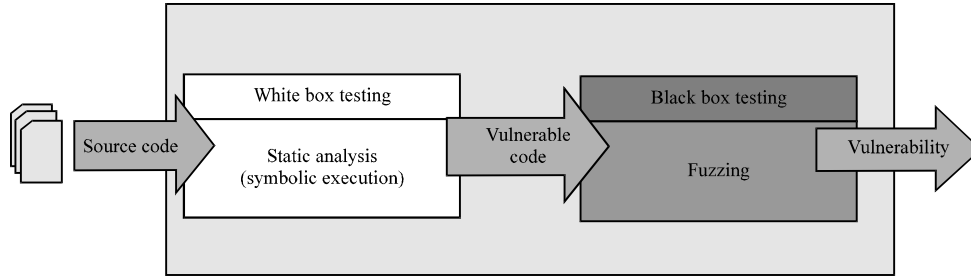 Source code
White box testing
Static analysis
(symbolic execution)
Vulnerable
code
Black box testing
Fuzzing
Vulnerability